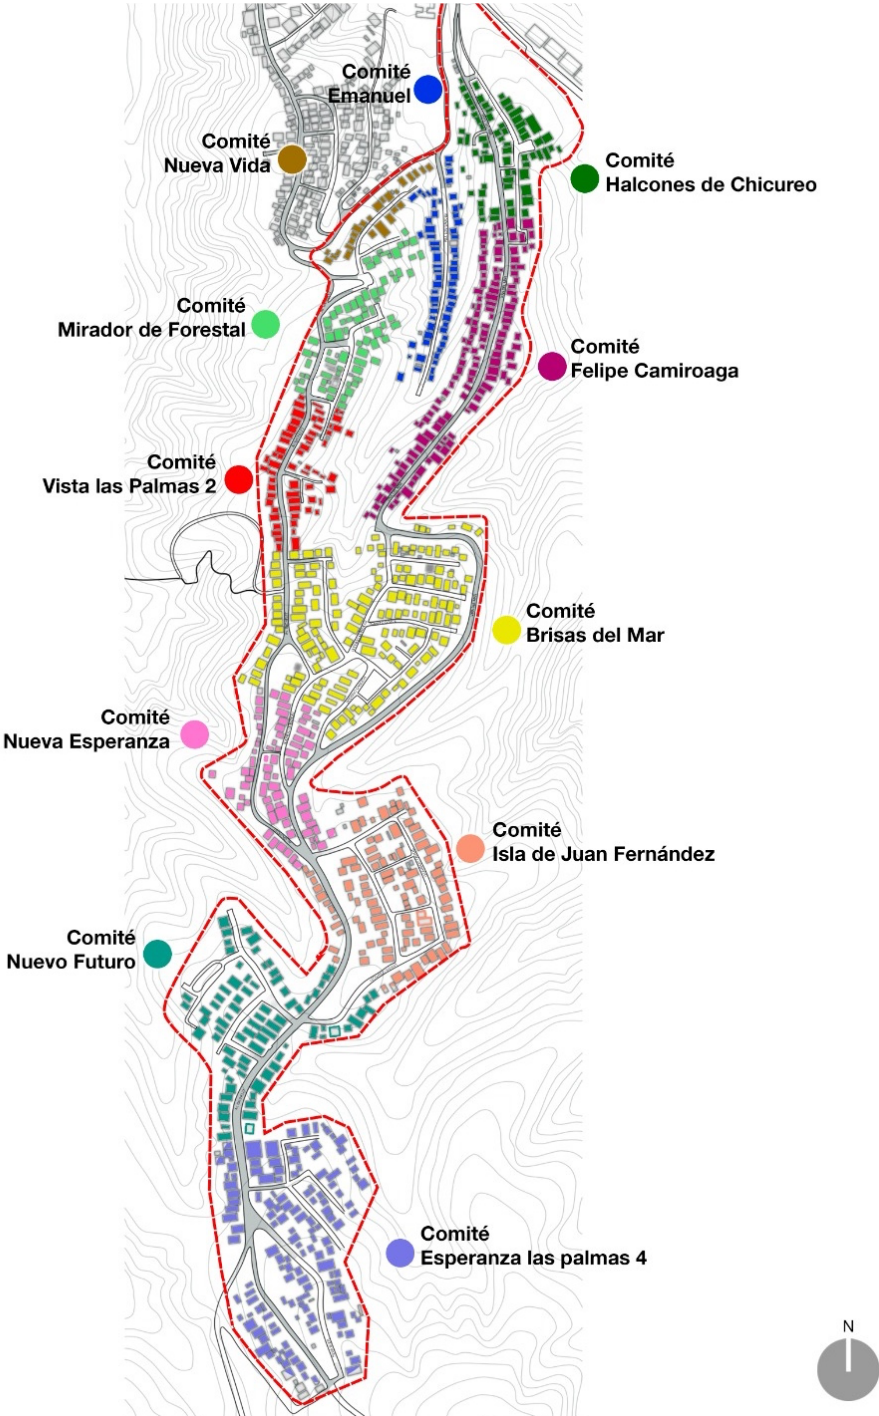 Comité
Emanuel
Comité
Nueva Vida
Comité
Halcones de Chicureo
Comité
Mirador de Forestal
Comité
Felipe Camiroaga
Comité
Vista las Palmas 2
Comité
Brisas del Mar
Comité
Nueva Esperanza
Comité
Isla de Juan Fernández
Comité
Nuevo Futuro
Comité
Esperanza las palmas 4
N